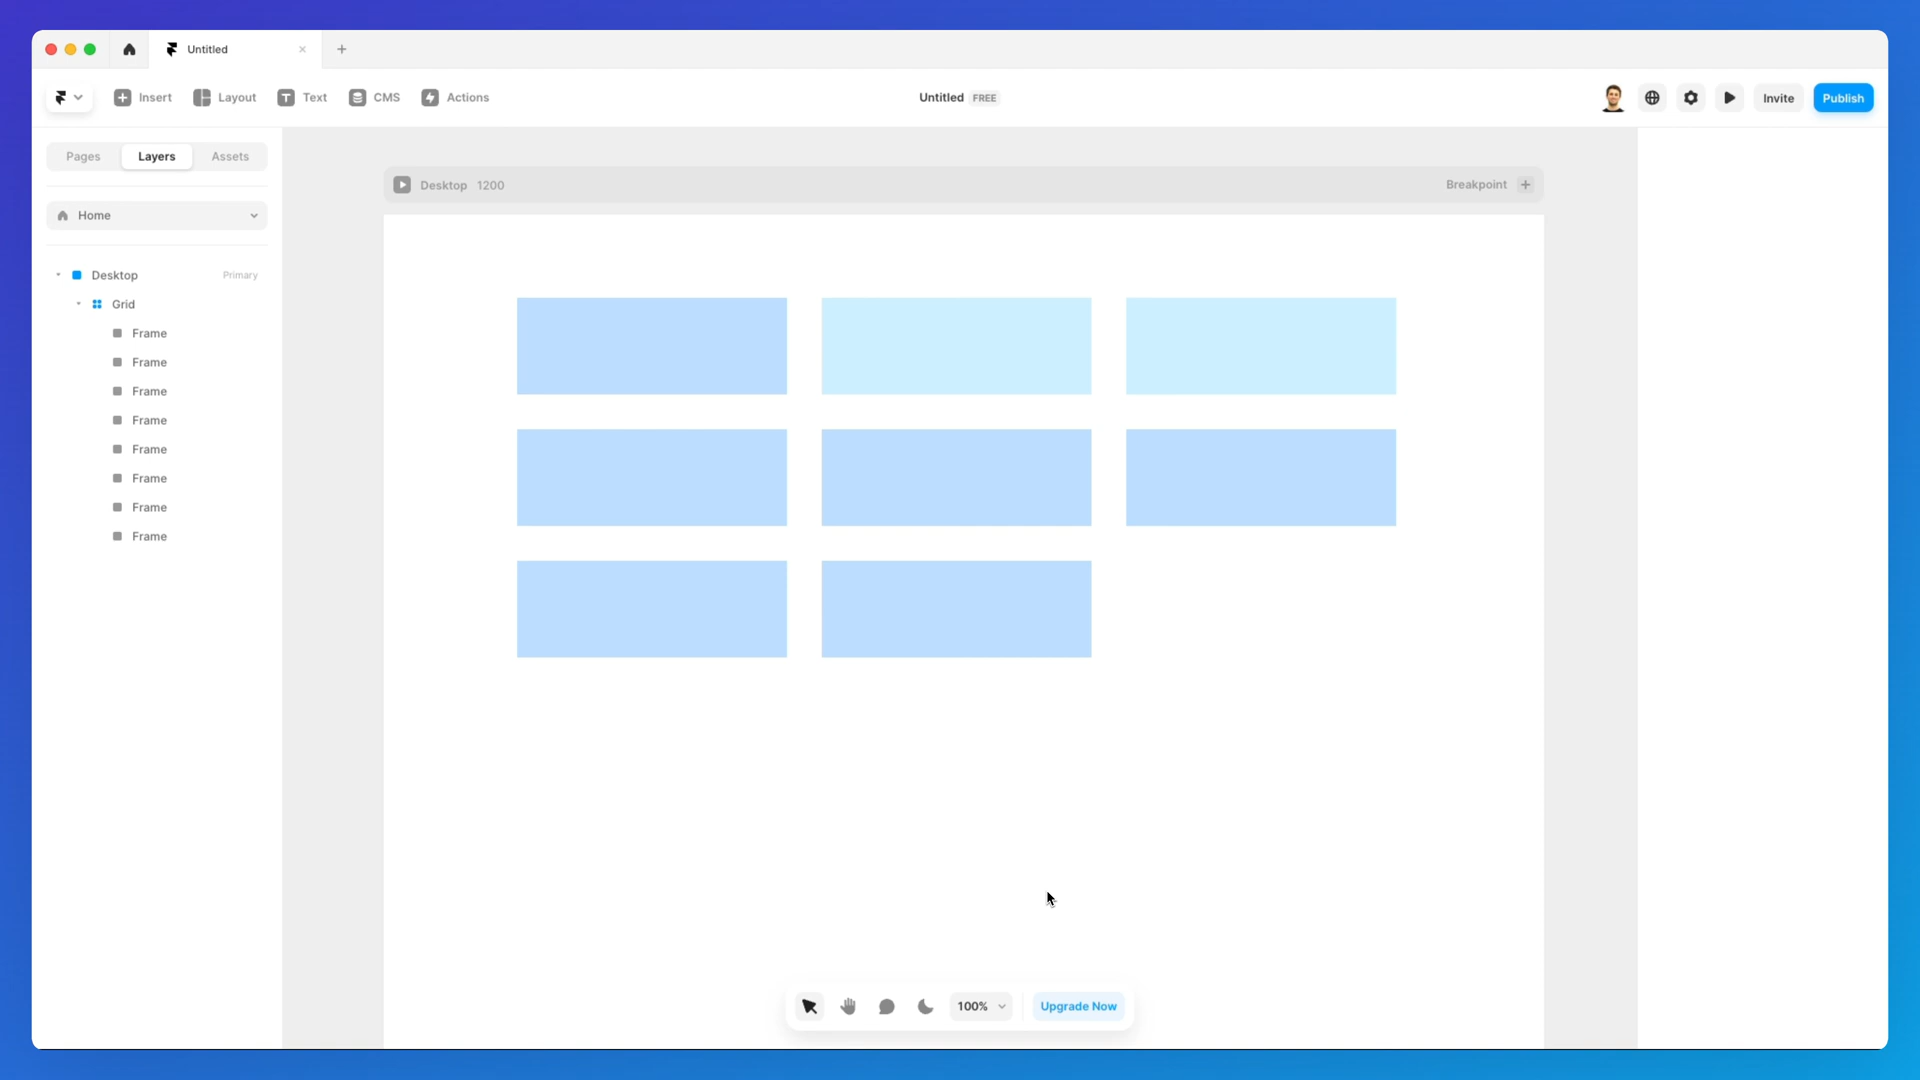 Untitled
Insert
Layout
Text
CMS
Actions
Untitled FREE
Invite
Publish
Pages
Layers
Assets
Desktop 1200
Breakpoint
Home
Desktop
Primary
Grid
Frame
Frame
Frame
Frame
Frame
Frame
Frame
Frame
100%
Upgrade Now